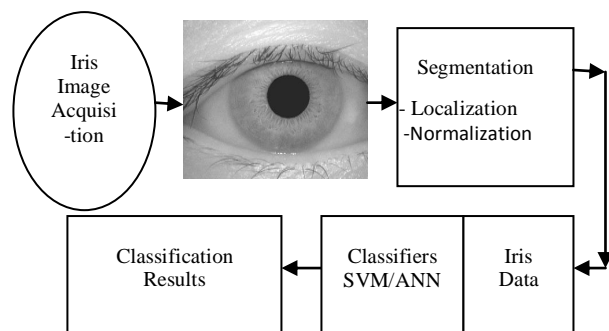 Iris
Image
Acquisi
-tion
Segmentation
- Localization
-Normalization
Classification
Results
Classifiers
SVM/ANN
Iris
Data